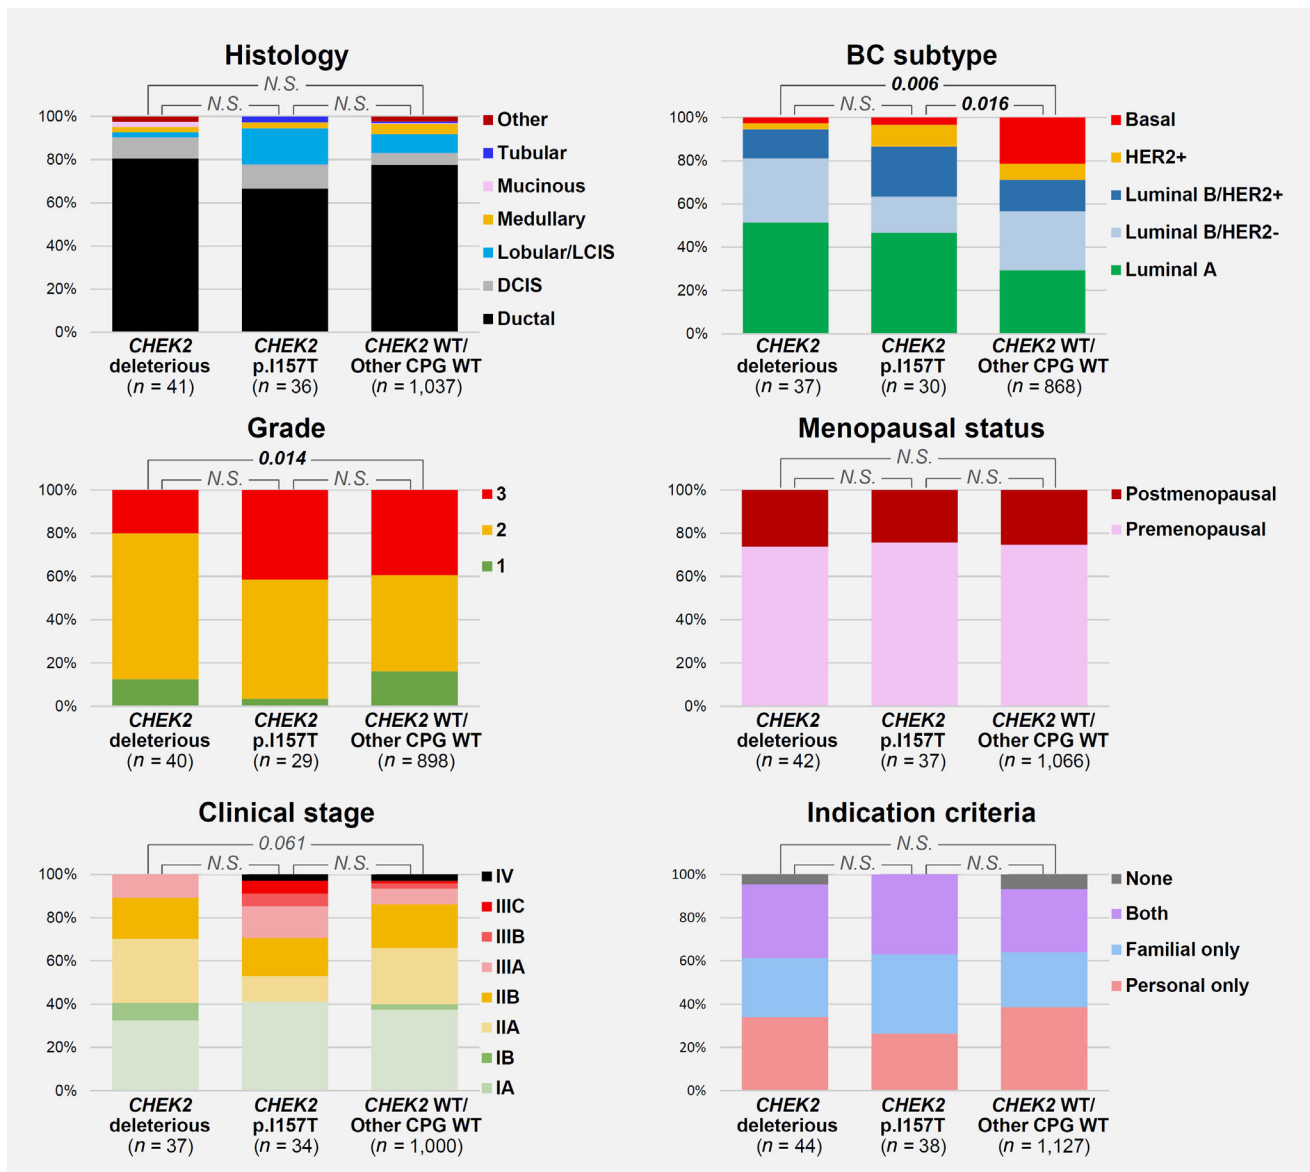 Histology
N.S.
N.S.
N.S.
100%
80%
60%
40%
20%
0%
Other
Tubular
Mucinous
Medullary
Lobular/LCIS
DCIS
Ductal
CHEK2
deleterious
(n = 41)
CHEK2
p.I157T
(n = 36)
CHEK2 WT/
Other CPG WT
(n = 1,037)
BC subtype
0.006
N.S.
0.016
100%
80%
60%
40%
20%
0%
Basal
HER2+
Luminal B/HER2+
Luminal B/HER2-
Luminal A
CHEK2
deleterious
(n = 37)
CHEK2
p.I157T
(n = 30)
CHEK2 WT/
Other CPG WT
(n = 868)
Grade
0.014
N.S.
N.S.
100%
80%
60%
40%
20%
0%
3
2
1
CHEK2
deleterious
(n = 40)
CHEK2
p.I157T
(n = 29)
CHEK2 WT/
Other CPG WT
(n = 898)
Menopausal status
N.S.
N.S.
N.S.
100%
80%
60%
40%
20%
0%
Postmenopausal
Premenopausal
CHEK2
deleterious
(n = 42)
CHEK2
p.I157T
(n = 37)
CHEK2 WT/
Other CPG WT
(n = 1,066)
Clinical stage
0.061
N.S.
N.S.
100%
80%
60%
40%
20%
0%
IV
IIIC
IIIB
IIIA
IIB
IIA
IB
IA
CHEK2
deleterious
(n = 37)
CHEK2
p.I157T
(n = 34)
CHEK2 WT/
Other CPG WT
(n = 1,000)
Indication criteria
N.S.
N.S.
N.S.
100%
80%
60%
40%
20%
0%
None
Both
Familial only
Personal only
CHEK2
deleterious
(n = 44)
CHEK2
p.I157T
(n = 38)
CHEK2 WT/
Other CPG WT
(n = 1,127)